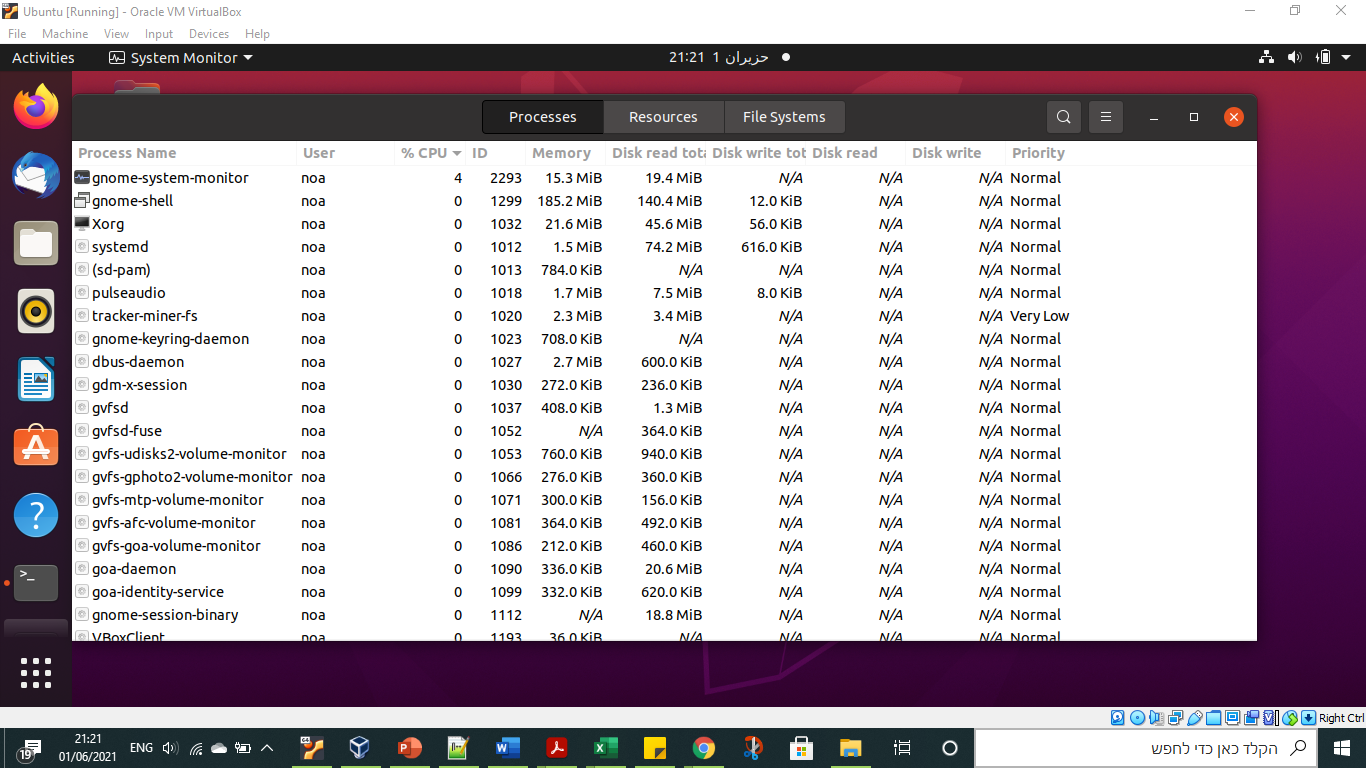 Ubuntu [Running] - Oracle VM VirtualBox
File Machine View Input Devices Help
Activities System Monitor 21:21 1 حزيران
Processes Resources File Systems
Process Name User % CPU ID Memory Disk read tota Disk write tot Disk read Disk write Priority
gnome-system-monitor noa 4 2293 15.3 MiB 19.4 MiB N/A N/A N/A Normal
gnome-shell noa 0 1299 185.2 MiB 140.4 MiB 12.0 KiB N/A N/A Normal
Xorg noa 0 1032 21.6 MiB 45.6 MiB 56.0 KiB N/A N/A Normal
systemd noa 0 1012 1.5 MiB 74.2 MiB 616.0 KiB N/A N/A Normal
(sd-pam) noa 0 1013 784.0 KiB N/A N/A N/A N/A Normal
pulseaudio noa 0 1018 1.7 MiB 7.5 MiB 8.0 KiB N/A N/A Normal
tracker-miner-fs noa 0 1020 2.3 MiB 3.4 MiB N/A N/A N/A Very Low
gnome-keyring-daemon noa 0 1023 708.0 KiB N/A N/A N/A N/A Normal
dbus-daemon noa 0 1027 2.7 MiB 600.0 KiB N/A N/A N/A Normal
gdm-x-session noa 0 1030 272.0 KiB 236.0 KiB N/A N/A N/A Normal
gvfsd noa 0 1037 408.0 KiB 1.3 MiB N/A N/A N/A Normal
gvfsd-fuse noa 0 1052 N/A 364.0 KiB N/A N/A N/A Normal
gvfs-udisks2-volume-monitor noa 0 1053 760.0 KiB 940.0 KiB N/A N/A N/A Normal
gvfs-gphoto2-volume-monitor noa 0 1066 276.0 KiB 360.0 KiB N/A N/A N/A Normal
gvfs-mtp-volume-monitor noa 0 1071 300.0 KiB 156.0 KiB N/A N/A N/A Normal
gvfs-afc-volume-monitor noa 0 1081 364.0 KiB 492.0 KiB N/A N/A N/A Normal
gvfs-goa-volume-monitor noa 0 1086 212.0 KiB 460.0 KiB N/A N/A N/A Normal
goa-daemon noa 0 1090 336.0 KiB 20.6 MiB N/A N/A N/A Normal
goa-identity-service noa 0 1099 332.0 KiB 620.0 KiB N/A N/A N/A Normal
gnome-session-binary noa 0 1112 N/A 18.8 MiB N/A N/A N/A Normal
VBoxClient noa 0 1193 36.0 KiB N/A N/A N/A N/A Normal
Right Ctrl
19 21:21 ENG
01/06/2021
הקלד כאן כדי לחפש